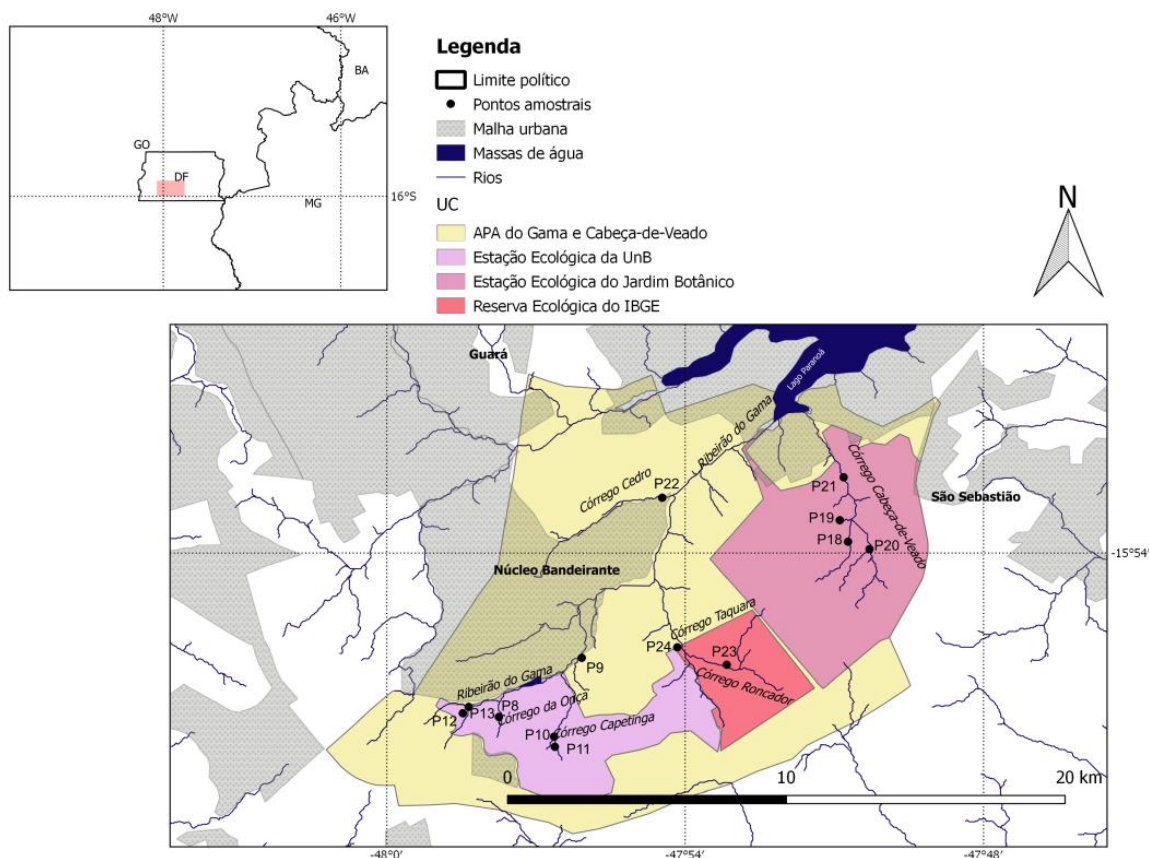 48°W
46°W
BA
GO
DF
16°S
MG
Legenda
Limite político
Pontos amostrais
Malha urbana
Massas de água
Rios
UC
APA do Gama e Cabeça-de-Veado
Estação Ecológica da UnB
Estação Ecológica do Jardim Botânico
Reserva Ecológica do IBGE
N
Guará
Lago Paranoá
Ribeirão do Gama
Córrego Cedro
P22
Córrego Cabeça-de-Veado
P21
São Sebastião
P19
P18
P20
-15°54'
Núcleo Bandeirante
Córrego Taquara
P24
P23
P9
Córrego Roncador
Ribeirão do Gama
P8
P12
P13
Córrego da Onça
P10
Córrego Capetinga
P11
0
10
20 km
-48°0'
-47°54'
-47°48'